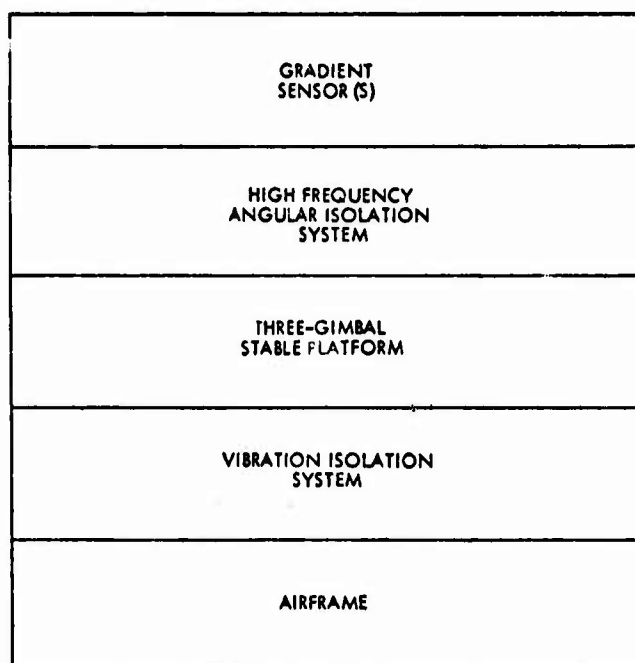 GRADIENT
SENSOR (S)
HIGH FREQUENCY
ANGULAR ISOLATION
SYSTEM
THREE-GIMBAL
STABLE PLATFORM
VIBRATION ISOLATION
SYSTEM
AIRFRAME